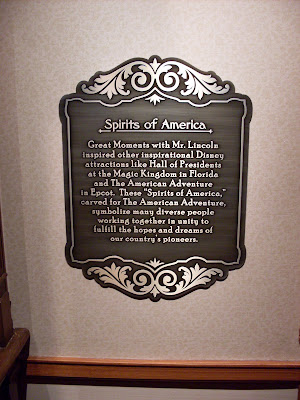 Spirits of America
Great Moments with Mr. Lincoln
inspired other inspirational Disney
attractions like Hall of Presidents
at the Magic Kingdom in Florida
and The American Adventure
in Epcot. These "Spirits of America,"
carved for The American Adventure,
symbolize many diverse people
working together in unity to
fulfill the hopes and dreams of
our country's pioneers.